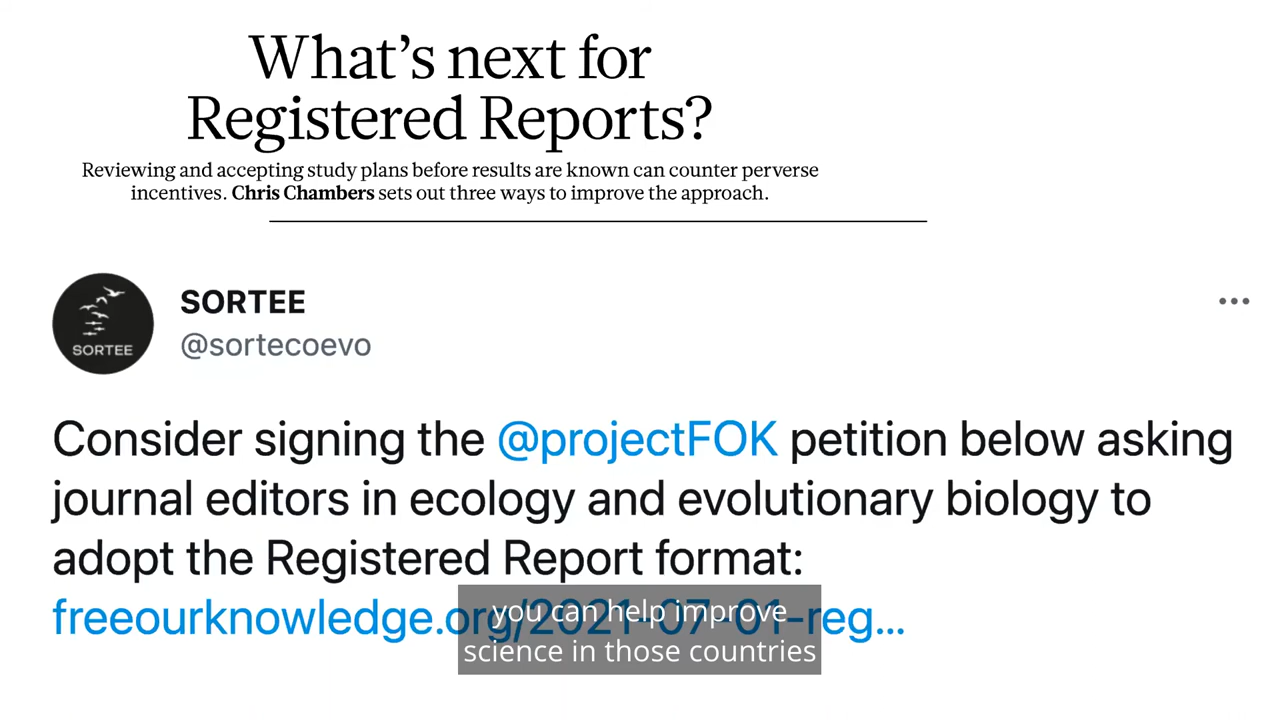 What's next for
Registered Reports?
Reviewing and accepting study plans before results are known can counter perverse
incentives. Chris Chambers sets out three ways to improve the approach.
SORTEE
SORTEE
@sortecoevo
Consider signing the @projectFOK petition below asking
journal editors in ecology and evolutionary biology to
adopt the Registered Report format:
freeourknowledge.org/2021-07-01-reg...
you can help improve
science in those countries